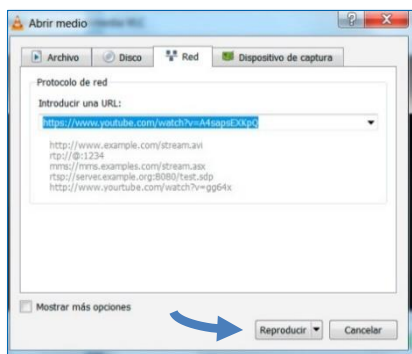 Abrir medio
Archivo Disco Red Dispositivo de captura
Protocolo de red
Introducir una URL:
https://www.youtube.com/watch?v=A4sapsEXKpQ
http://www.example.com/stream.avi
rtp://@:1234
mms://mms.examples.com/stream.asx
rtsp://server.example.org:8080/test.sdp
http://www.yourtube.com/watch?v=gg64x
Mostrar más opciones
Reproducir Cancelar